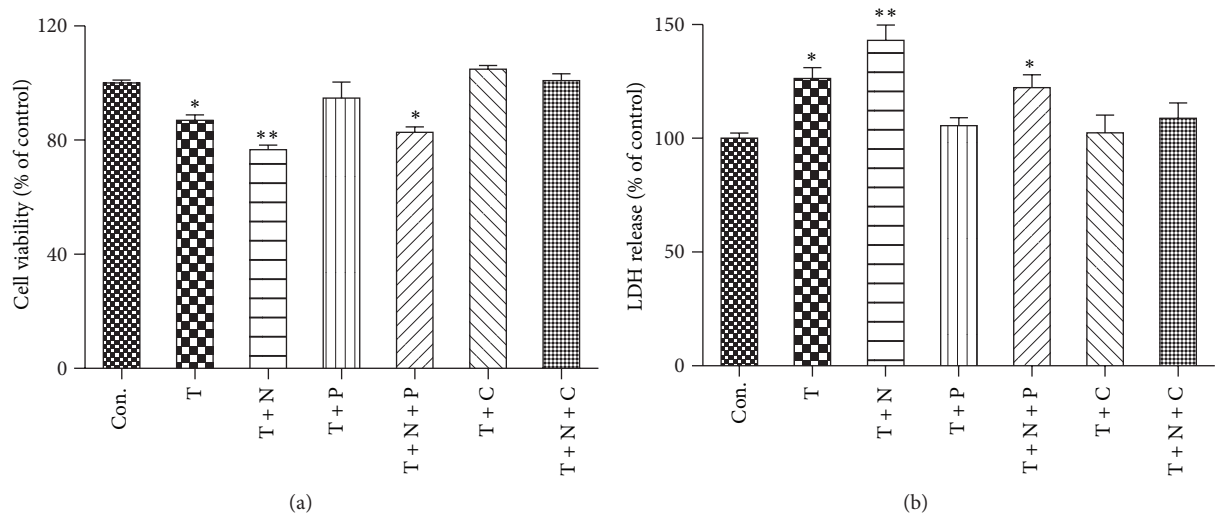 Cell viability (% of control)
120
80
40
0
*
**
*
Con.
T
T + N
T + P
T + N + P
T + C
T + N + C
(a)
LDH release (% of control)
150
100
50
0
*
**
*
Con.
T
T + N
T + P
T + N + P
T + C
T + N + C
(b)